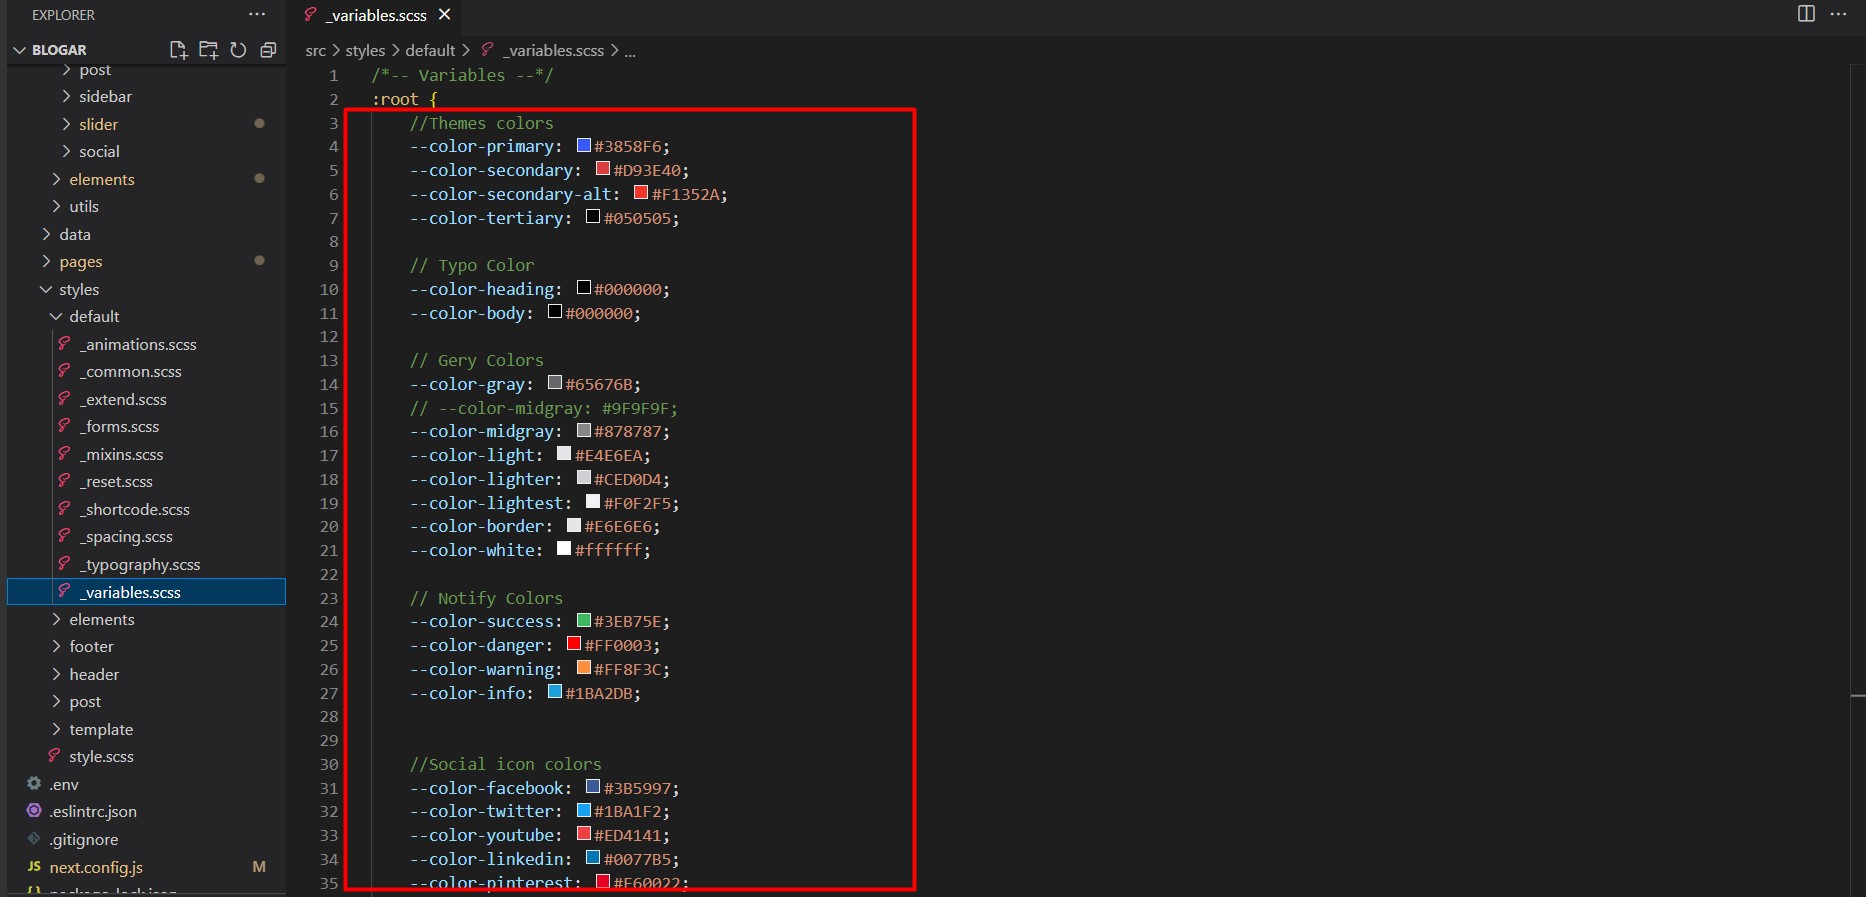 EXPLORER
BLOGAR
post
sidebar
slider
social
elements
utils
data
pages
styles
default
_animations.scss
_common.scss
_extend.scss
_forms.scss
_mixins.scss
_reset.scss
_shortcode.scss
_spacing.scss
_typography.scss
_variables.scss
elements
footer
header
post
template
style.scss
.env
.eslintrc.json
.gitignore
JS next.config.js M
{} package-lock.json
_variables.scss
src > styles > default > _variables.scss > ...
1 /*-- Variables --*/
2 :root {
3 //Themes colors
4 --color-primary: #3858F6;
5 --color-secondary: #D93E40;
6 --color-secondary-alt: #F1352A;
7 --color-tertiary: #050505;
8
9 // Typo Color
10 --color-heading: #000000;
11 --color-body: #000000;
12
13 // Gery Colors
14 --color-gray: #65676B;
15 // --color-midgray: #9F9F9F;
16 --color-midgray: #878787;
17 --color-light: #E4E6EA;
18 --color-lighter: #CED0D4;
19 --color-lightest: #F0F2F5;
20 --color-border: #E6E6E6;
21 --color-white: #ffffff;
22
23 // Notify Colors
24 --color-success: #3EB75E;
25 --color-danger: #FF0003;
26 --color-warning: #FF8F3C;
27 --color-info: #1BA2DB;
28
29
30 //Social icon colors
31 --color-facebook: #3B5997;
32 --color-twitter: #1BA1F2;
33 --color-youtube: #ED4141;
34 --color-linkedin: #0077B5;
35 --color-pinterest: #E60022;